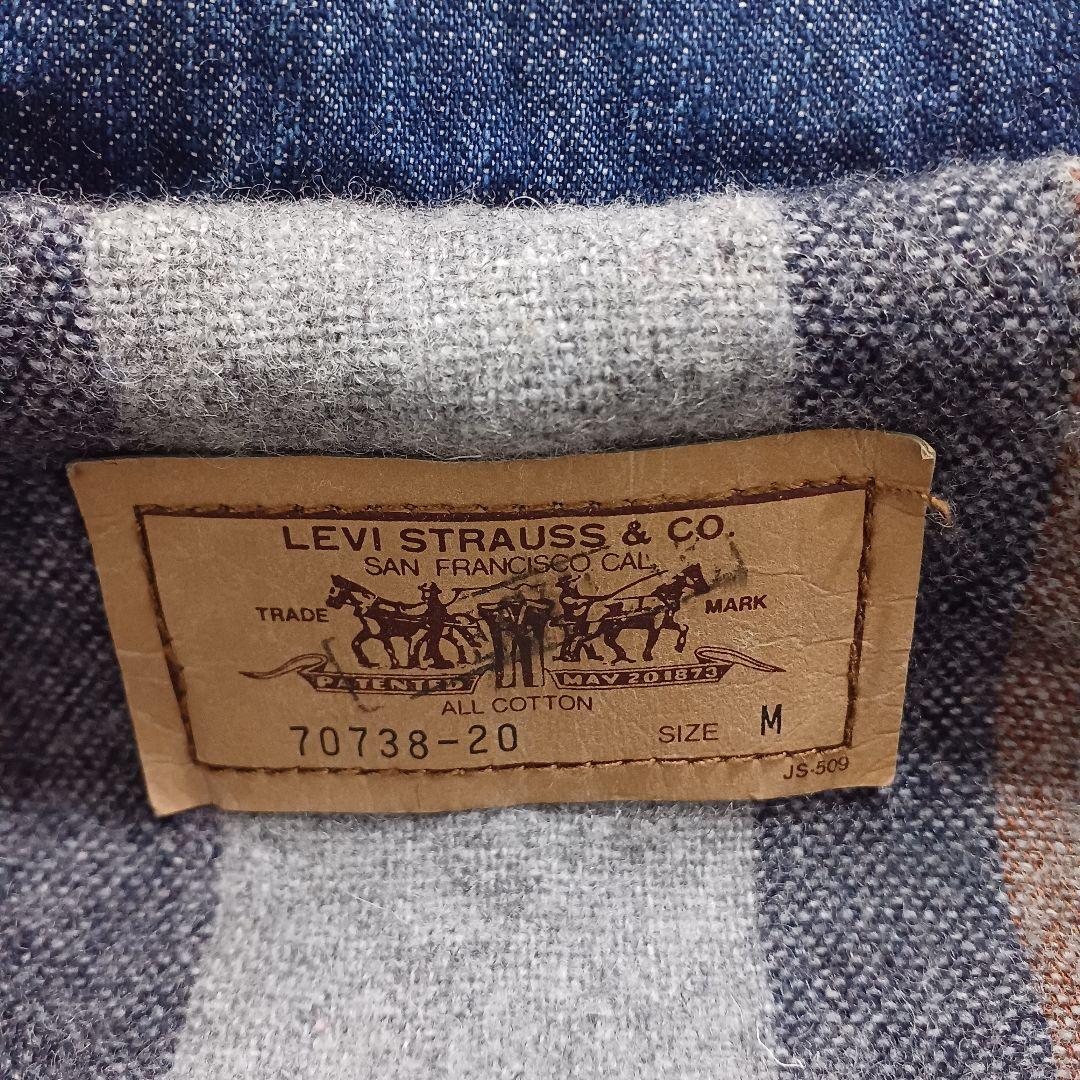 LEVI STRAUSS & CO.
SAN FRANCISCO CAL.
TRADE MARK
PATENTED MAY 20 1873
ALL COTTON
70738-20 SIZE M
JS-509